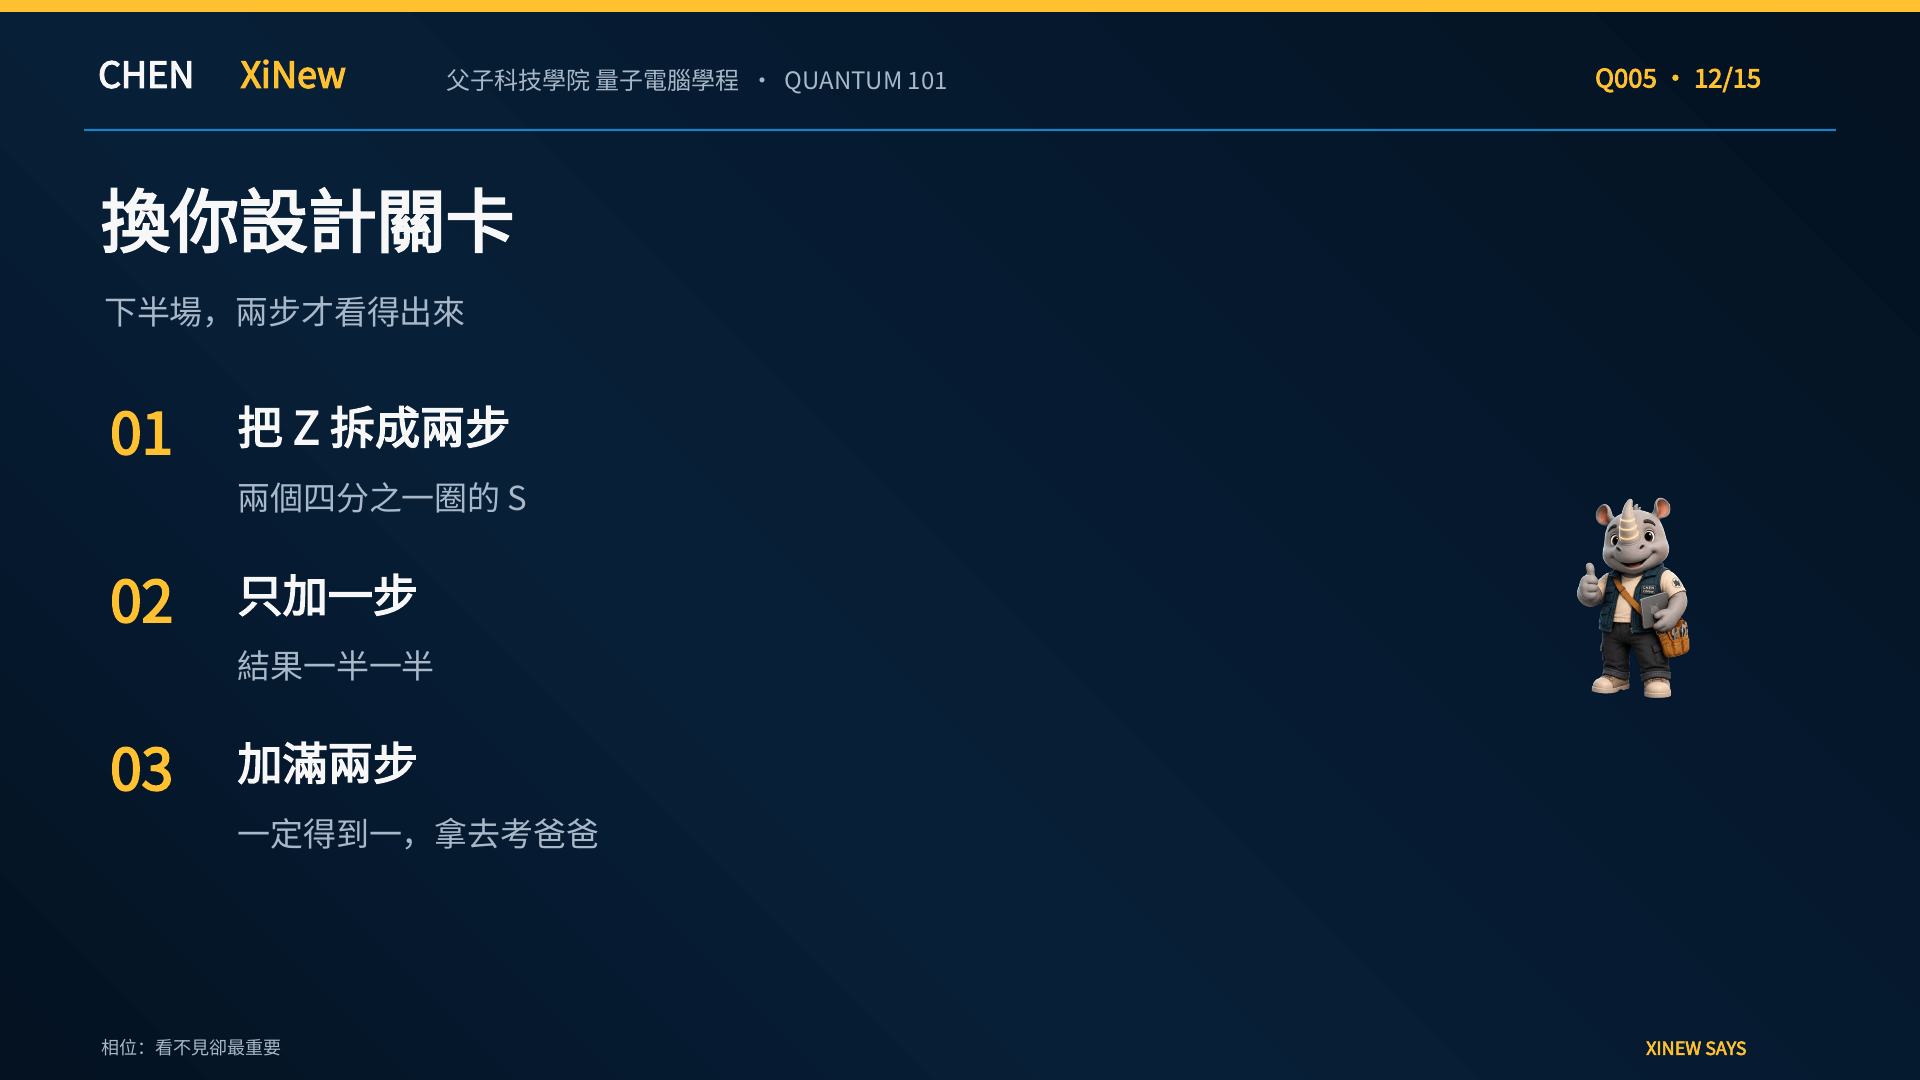 CHEN XiNew 父子科技學院 量子電腦學程 • QUANTUM 101 Q005 • 12/15
換你設計關卡
下半場，兩步才看得出來
01 把 Z 拆成兩步
兩個四分之一圈的 S
02 只加一步
結果一半一半
03 加滿兩步
一定得到一，拿去考爸爸
相位：看不見卻最重要 XINEW SAYS